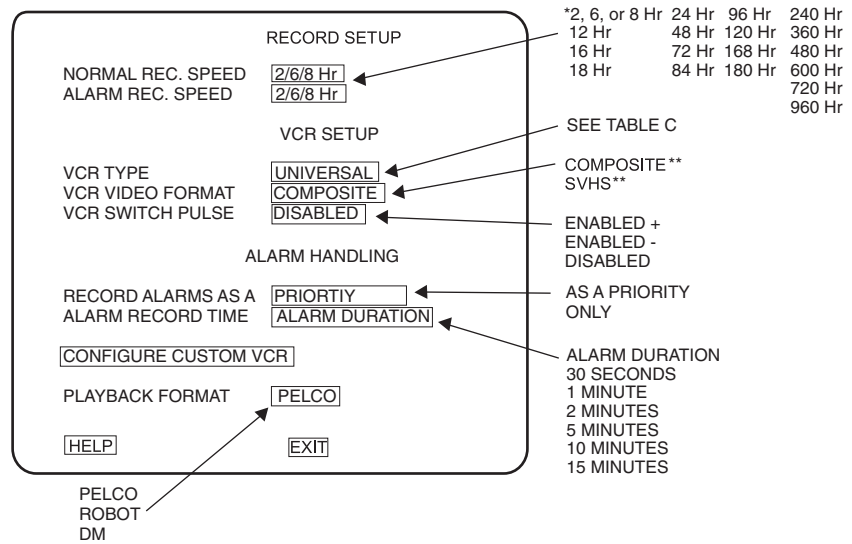 RECORD SETUP
NORMAL REC. SPEED 2/6/8 Hr
ALARM REC. SPEED 2/6/8 Hr
*2, 6, or 8 Hr 24 Hr 96 Hr 240 Hr
12 Hr 48 Hr 120 Hr 360 Hr
16 Hr 72 Hr 168 Hr 480 Hr
18 Hr 84 Hr 180 Hr 600 Hr
720 Hr
960 Hr
VCR SETUP
VCR TYPE UNIVERSAL
VCR VIDEO FORMAT COMPOSITE
VCR SWITCH PULSE DISABLED
SEE TABLE C
COMPOSITE**
SVHS**
ENABLED +
ENABLED -
DISABLED
ALARM HANDLING
RECORD ALARMS AS A PRIORTIY
ALARM RECORD TIME ALARM DURATION
AS A PRIORITY
ONLY
ALARM DURATION
30 SECONDS
1 MINUTE
2 MINUTES
5 MINUTES
10 MINUTES
15 MINUTES
CONFIGURE CUSTOM VCR
PLAYBACK FORMAT PELCO
HELP EXIT
PELCO
ROBOT
DM